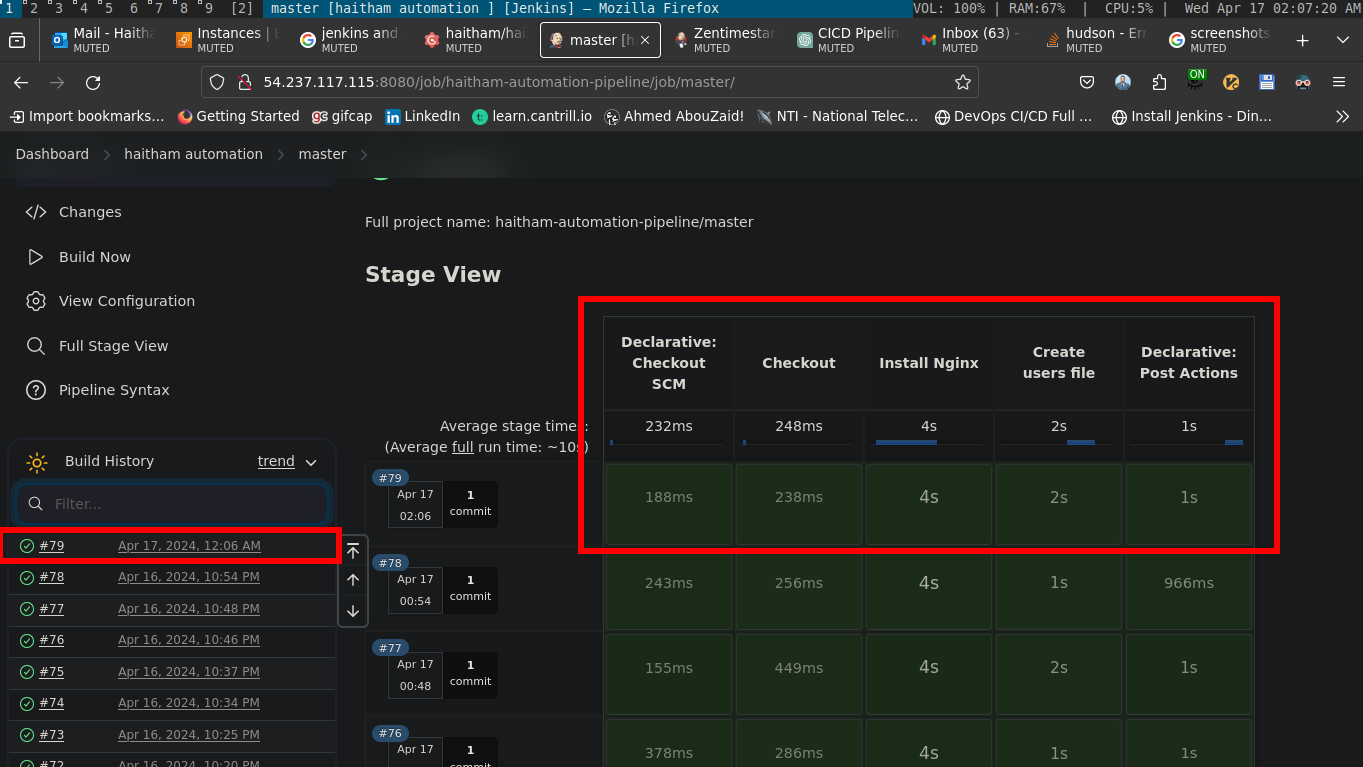 1 2 3 4 5 6 7 8 9 [2] master [haitham automation ] [Jenkins] — Mozilla Firefox VOL: 100% | RAM:67% | CPU:5% | Wed Apr 17 02:07:20 AM
Mail - Haitha
MUTED
Instances | E
MUTED
jenkins and
MUTED
haitham/hai
MUTED
master [h
Zentimestar
MUTED
CICD Pipelin
MUTED
Inbox (63) -
MUTED
hudson - Err
MUTED
screenshots
MUTED
54.237.117.115:8080/job/haitham-automation-pipeline/job/master/
ON
Import bookmarks... Getting Started gifcap LinkedIn learn.cantrill.io Ahmed AbouZaid! NTI - National Telec... DevOps CI/CD Full ... Install Jenkins - Din...
Dashboard haitham automation master
Changes
Build Now
View Configuration
Full Stage View
Pipeline Syntax
Build History trend
Filter...
#79 Apr 17, 2024, 12:06 AM
#78 Apr 16, 2024, 10:54 PM
#77 Apr 16, 2024, 10:48 PM
#76 Apr 16, 2024, 10:46 PM
#75 Apr 16, 2024, 10:37 PM
#74 Apr 16, 2024, 10:34 PM
#73 Apr 16, 2024, 10:25 PM
#72 Apr 16, 2024, 10:20 PM
Full project name: haitham-automation-pipeline/master
Stage View
Declarative:
Checkout
SCM
Checkout
Install Nginx
Create
users file
Declarative:
Post Actions
Average stage times:
(Average full run time: ~10s)
232ms 248ms 4s 2s 1s
#79
Apr 17
02:06
1
commit
188ms 238ms 4s 2s 1s
#78
Apr 17
00:54
1
commit
243ms 256ms 4s 1s 966ms
#77
Apr 17
00:48
1
commit
155ms 449ms 4s 2s 1s
#76
Apr 17
1
commit
378ms 286ms 4s 1s 1s